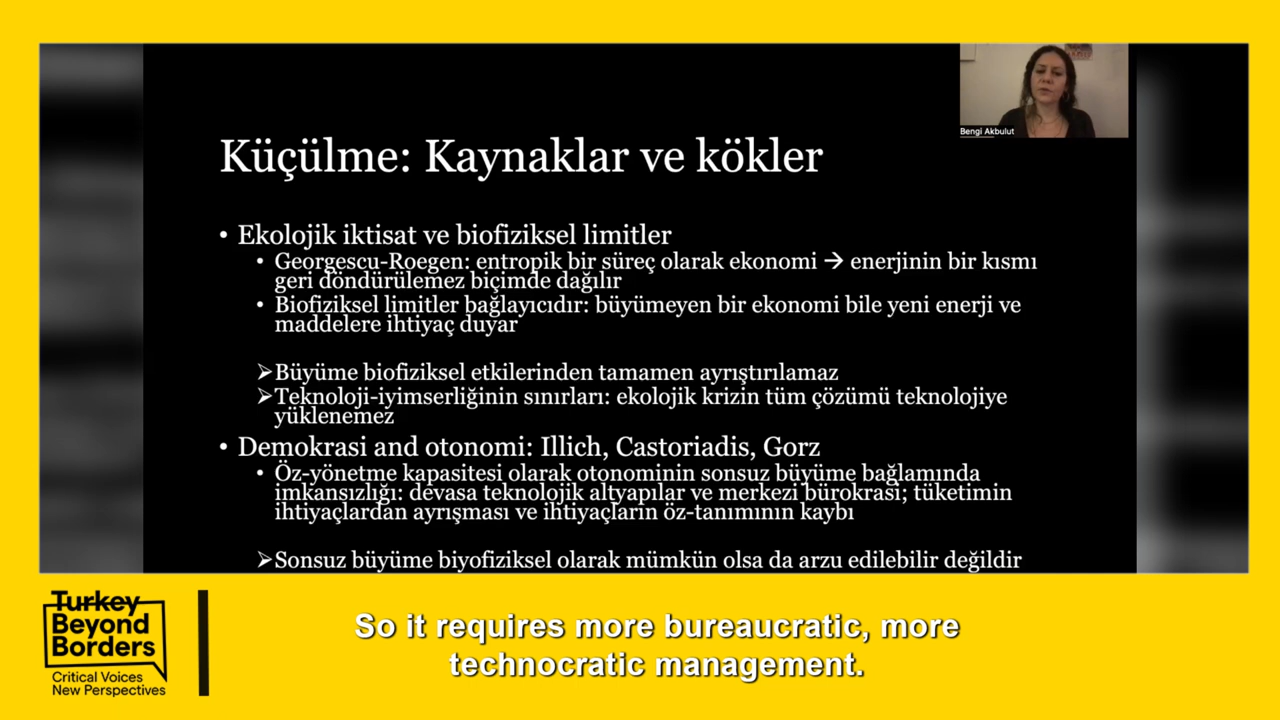 Bengi Akbulut
Küçülme: Kaynaklar ve kökler
• Ekolojik iktisat ve biofiziksel limitler
• Georgescu-Roegen: entropik bir süreç olarak ekonomi → enerjinin bir kısmı
geri döndürülemez biçimde dağılır
• Biofiziksel limitler bağlayıcıdır: büyümeyen bir ekonomi bile yeni enerji ve
maddelere ihtiyaç duyar
➢Büyüme biofiziksel etkilerinden tamamen ayrıştırılamaz
➢Teknoloji-iyimserliğinin sınırları: ekolojik krizin tüm çözümü teknolojiye
yüklenemez
• Demokrasi and otonomi: Illich, Castoriadis, Gorz
• Öz-yönetme kapasitesi olarak otonominin sonsuz büyüme bağlamında
imkansızlığı: devasa teknolojik altyapılar ve merkezi bürokrasi; tüketimin
ihtiyaçlardan ayrışması ve ihtiyaçların öz-tanımının kaybı
➢Sonsuz büyüme biyofiziksel olarak mümkün olsa da arzu edilebilir değildir
Turkey
Beyond
Borders
Critical Voices
New Perspectives
So it requires more bureaucratic, more
technocratic management.